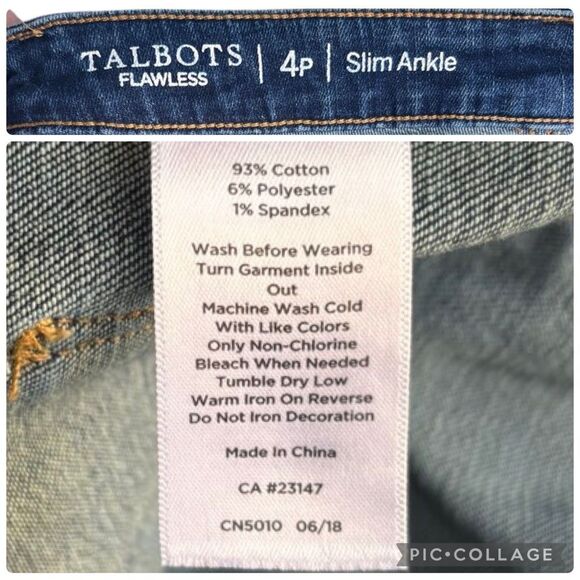 TALBOTS
FLAWLESS
4P
Slim Ankle
93% Cotton
6% Polyester
1% Spandex
Wash Before Wearing
Turn Garment Inside
Out
Machine Wash Cold
With Like Colors
Only Non-Chlorine
Bleach When Needed
Tumble Dry Low
Warm Iron On Reverse
Do Not Iron Decoration
Made In China
CA #23147
CN5010 06/18
PIC•COLLAGE